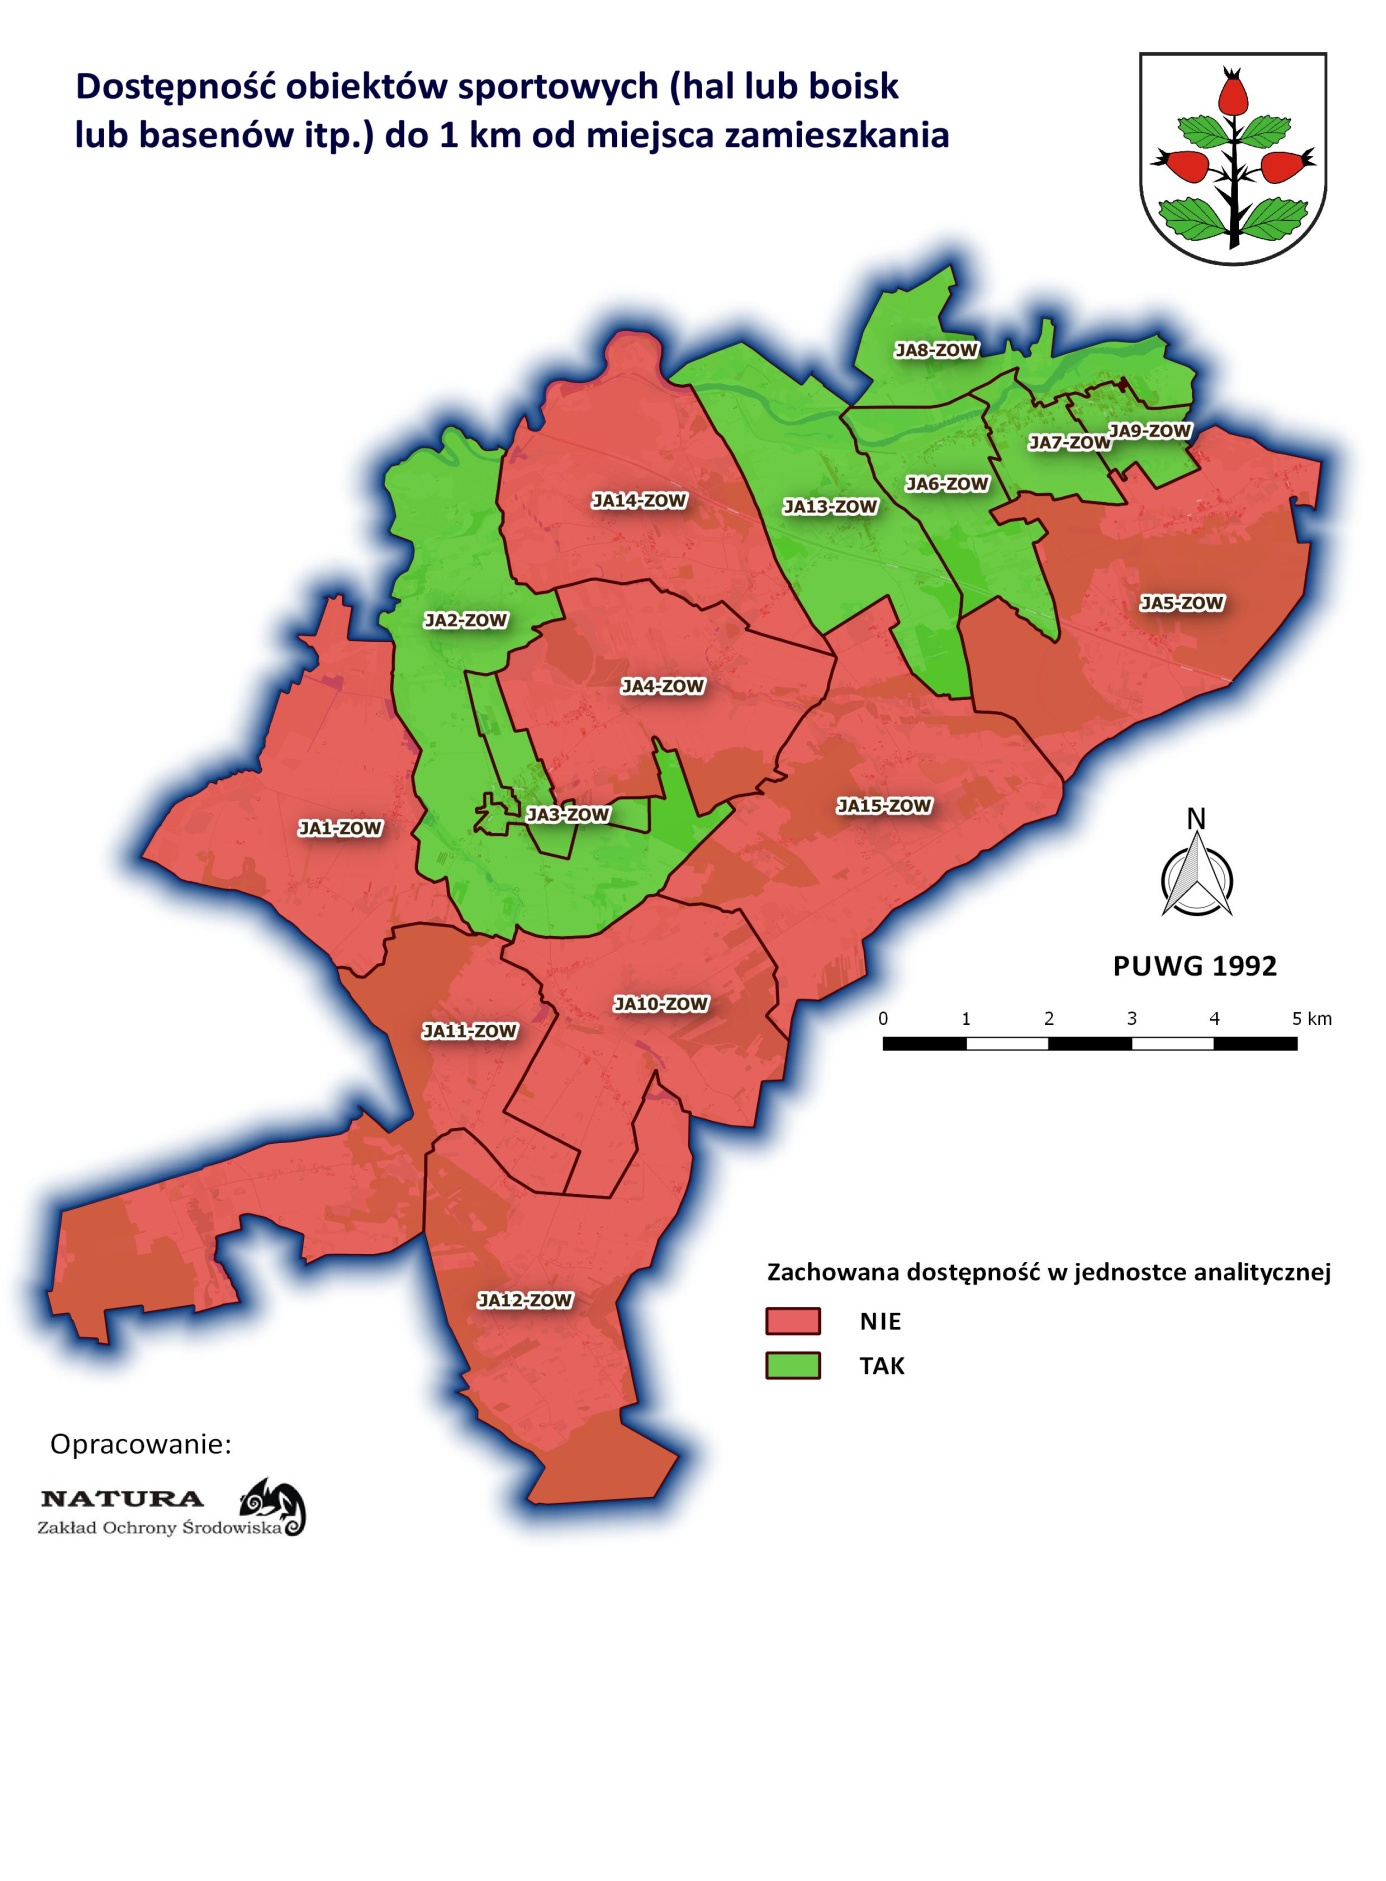 Dostępność obiektów sportowych (hal lub boisk
lub basenów itp.) do 1 km od miejsca zamieszkania
JA8-ZOW
JA9-ZOW
JA7-ZOW
JA6-ZOW
JA14-ZOW
JA13-ZOW
JA5-ZOW
JA2-ZOW
JA4-ZOW
JA15-ZOW
JA3-ZOW
JA1-ZOW
N
PUWG 1992
JA10-ZOW
0 1 2 3 4 5 km
JA11-ZOW
Zachowana dostępność w jednostce analitycznej
JA12-ZOW
NIE
TAK
Opracowanie:
NATURA
Zakład Ochrony Środowiska